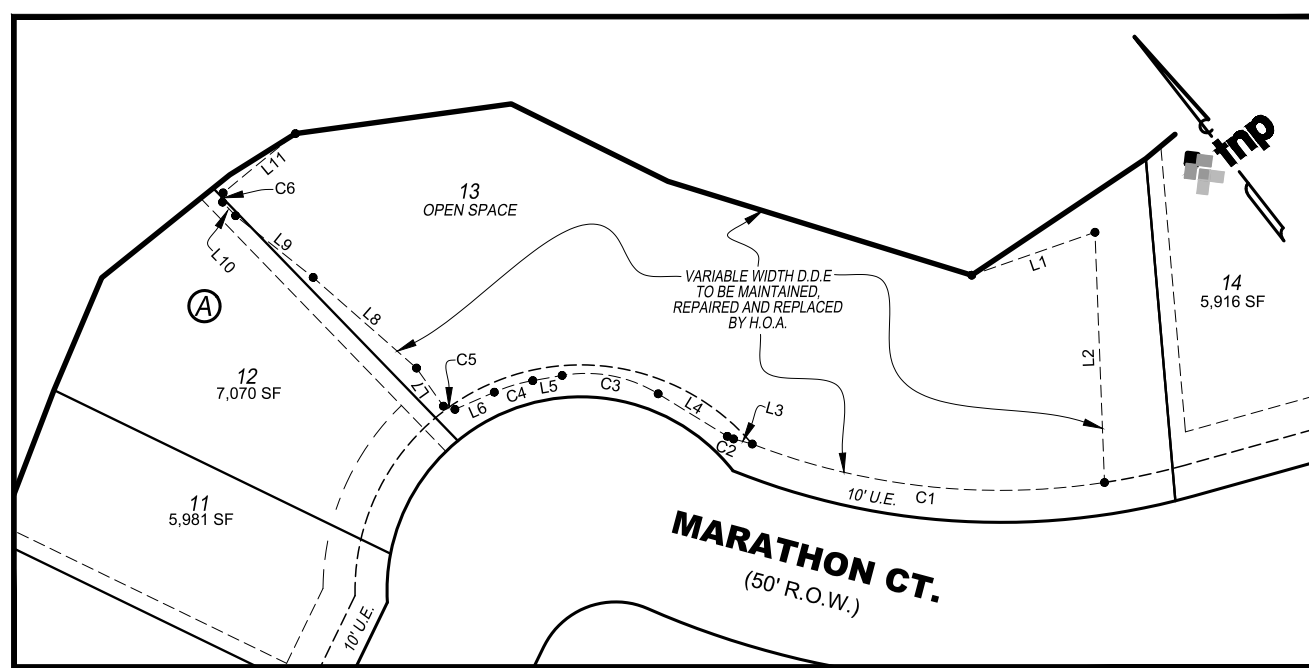 tnp
L11
C6
13
OPEN SPACE
L10
L9
L1
VARIABLE WIDTH D.D.E
TO BE MAINTAINED,
REPAIRED AND REPLACED
BY H.O.A.
14
5,916 SF
A
L8
L2
12
7,070 SF
L7
C5
L6
C4
L5
C3
L4
L3
C2
10' U.E.
C1
11
5,981 SF
MARATHON CT.
(50' R.O.W.)
10' U.E.